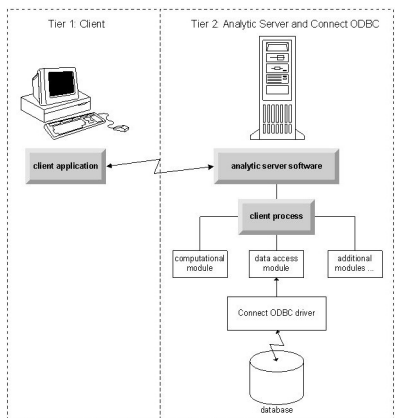 Tier 1: Client
Tier 2: Analytic Server and Connect ODBC
client application
analytic server software
client process
computational
module
data access
module
additional
modules ...
Connect ODBC driver
database